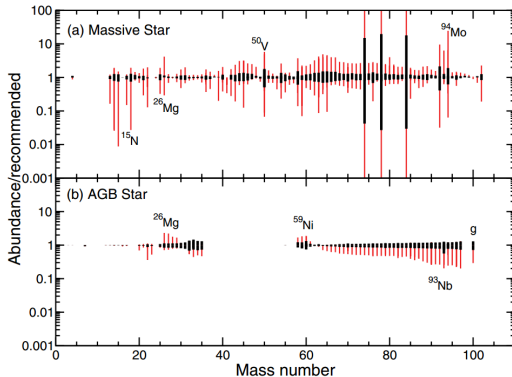 100
(a) Massive Star
⁵⁰V
⁹⁴Mo
10
1
0.1
²⁶Mg
¹⁵N
0.01
0.001
Abundance/recommended
(b) AGB Star
10
²⁶Mg
⁵⁹Ni
g
1
0.1
⁹³Nb
0.01
0.001
0 20 40 60 80 100
Mass number